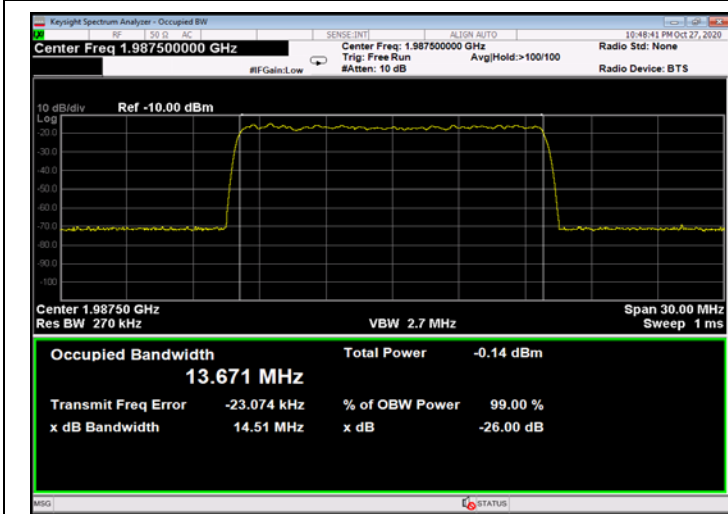 Keysight Spectrum Analyzer - Occupied BW
RF 50 Ω AC SENSE:INT ALIGN AUTO 10:48:41 PM Oct 27, 2020
Center Freq 1.987500000 GHz Center Freq: 1.987500000 GHz Radio Std: None
Trig: Free Run Avg|Hold:>100/100
#IFGain:Low #Atten: 10 dB Radio Device: BTS
10 dB/div Ref -10.00 dBm
Log
-20.0
-30.0
-40.0
-50.0
-60.0
-70.0
-80.0
-90.0
-100
Center 1.98750 GHz Span 30.00 MHz
Res BW 270 kHz VBW 2.7 MHz Sweep 1 ms
Occupied Bandwidth Total Power -0.14 dBm
13.671 MHz
Transmit Freq Error -23.074 kHz % of OBW Power 99.00 %
x dB Bandwidth 14.51 MHz x dB -26.00 dB
MSG STATUS